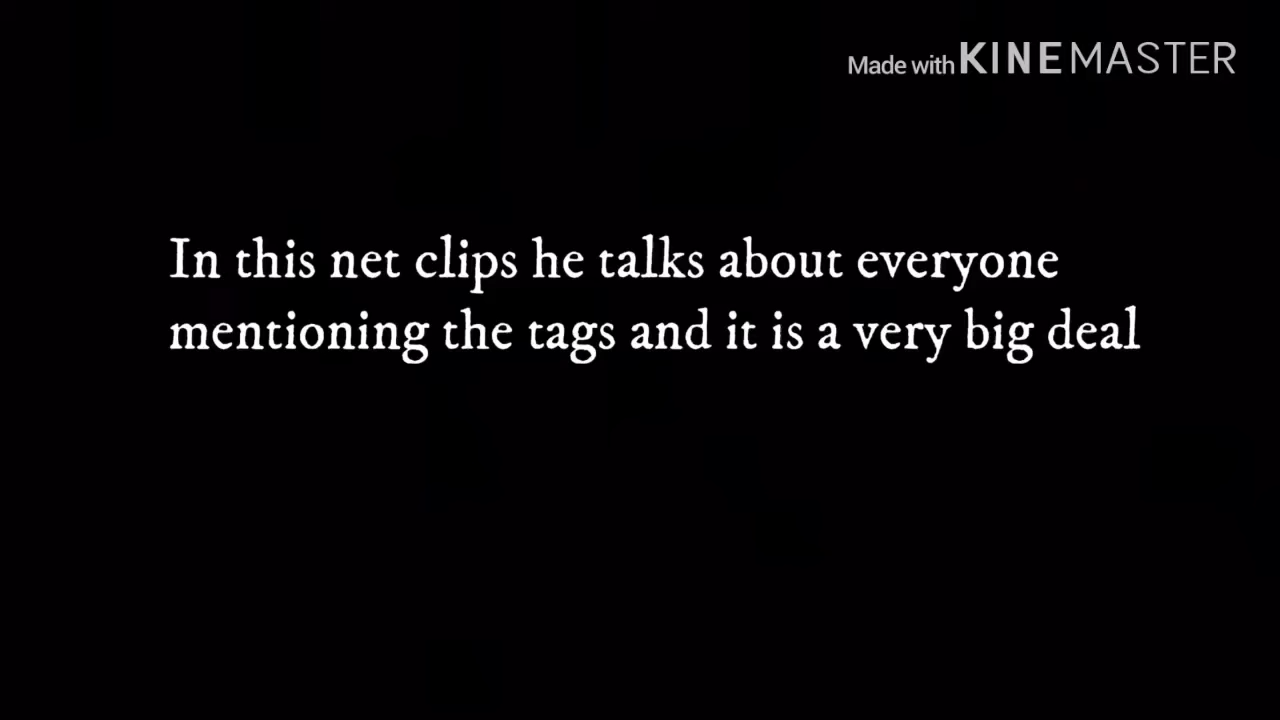 Made with KINEMASTER
In this net clips he talks about everyone
mentioning the tags and it is a very big deal